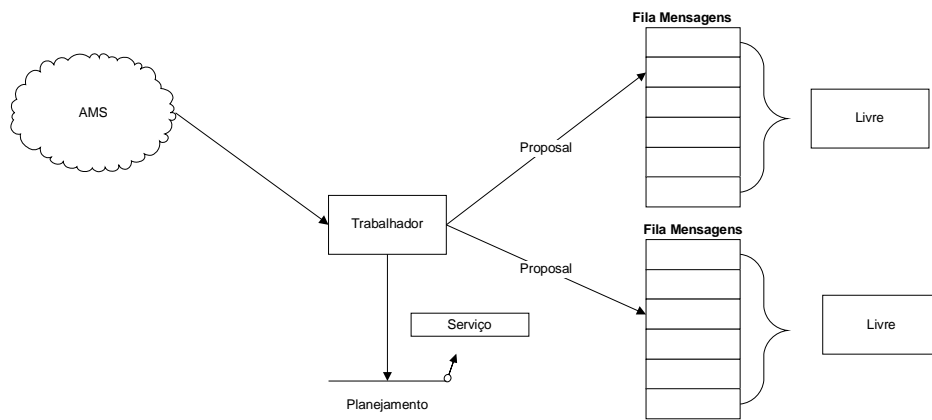 Fila Mensagens
AMS
Livre
Proposal
Trabalhador
Fila Mensagens
Proposal
Serviço
Livre
Planejamento